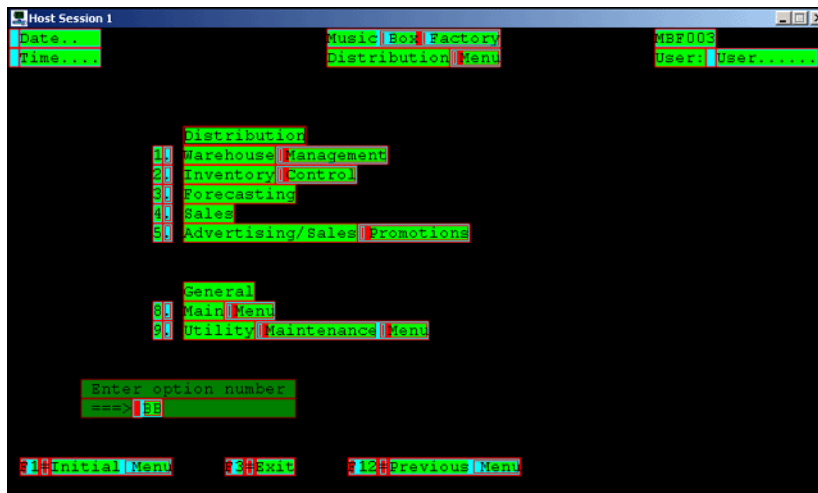 Host Session 1
Date.. Music Box Factory MBF003
Time.... Distribution Menu User: User......
Distribution
1. Warehouse Management
2. Inventory Control
3. Forecasting
4. Sales
5. Advertising/Sales Promotions
General
8. Main Menu
9. Utility Maintenance Menu
Enter option number
===> BB
F1=Initial Menu F3=Exit F12=Previous Menu